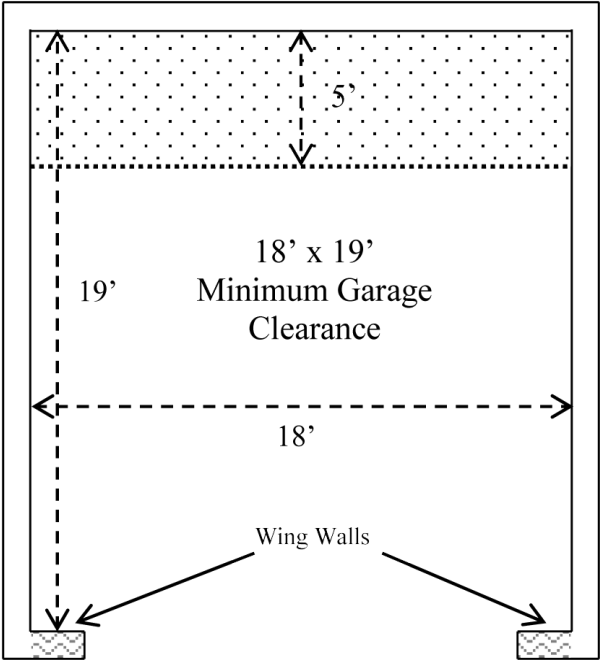 5’
18’ x 19’
Minimum Garage
Clearance
19’
18’
Wing Walls